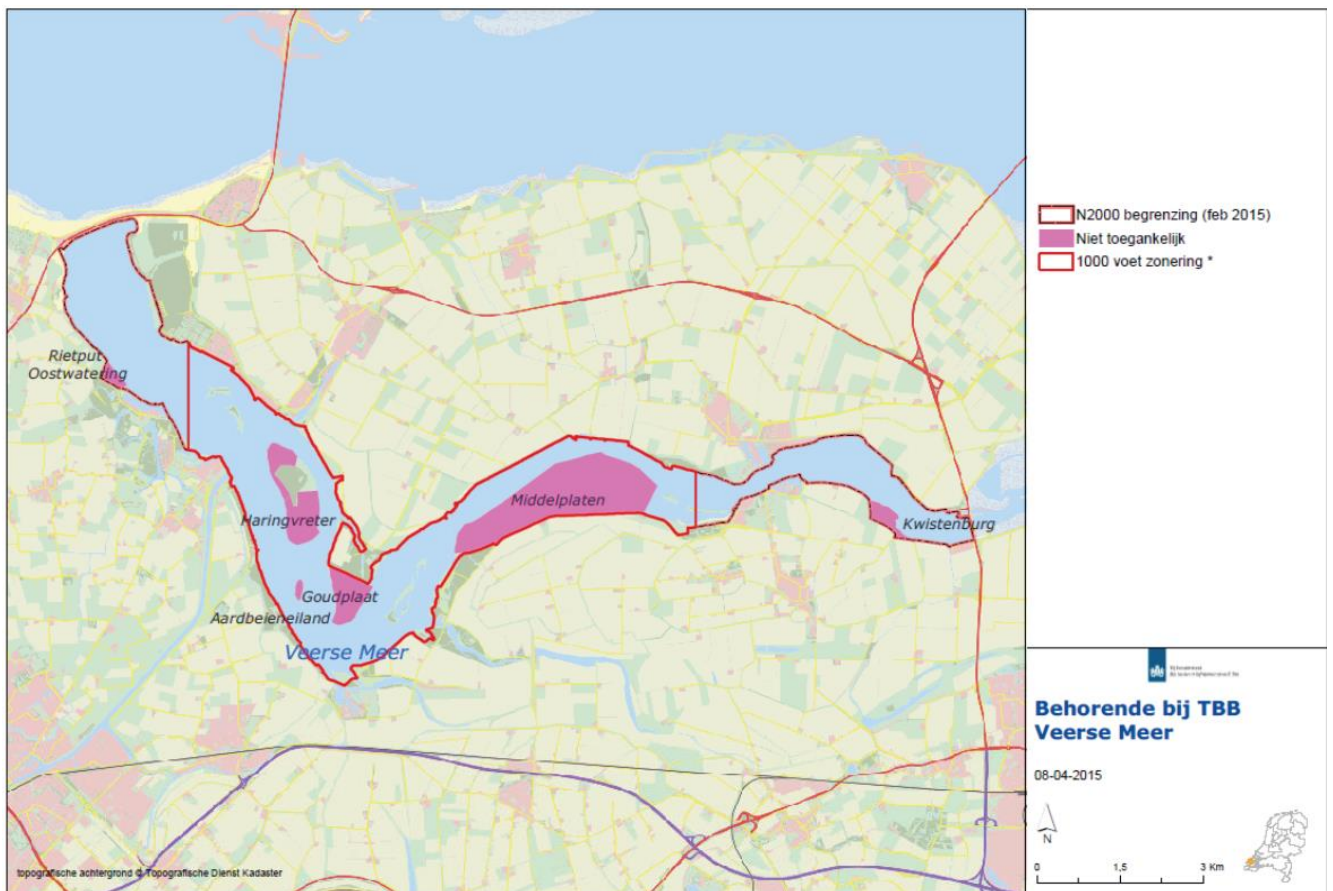 Rietput
Oostwatering
Haringvreter
Goudplaat
Aardbeieneiland
Veerse Meer
Middelplaten
Kwistenburg
topografische achtergrond © Topografische Dienst Kadaster
N2000 begrenzing (feb 2015)
Niet toegankelijk
1000 voet zonering *
Behorende bij TBB
Veerse Meer
08-04-2015
N
0 1,5 3 Km